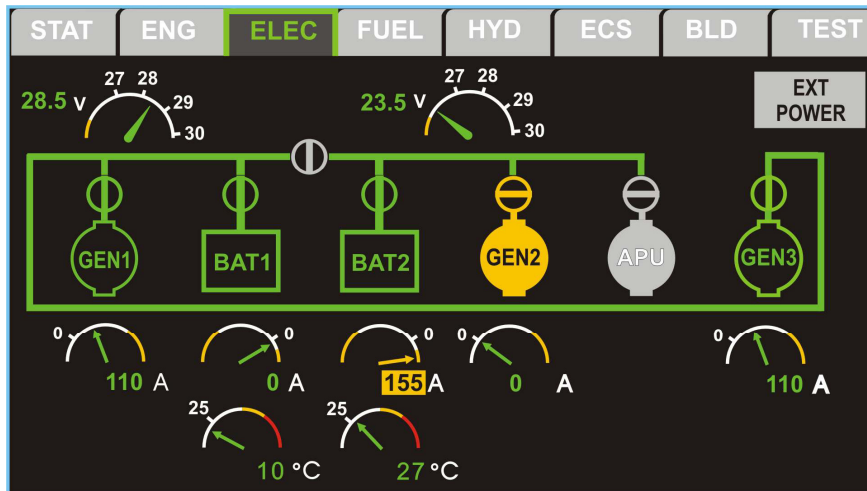 STAT ENG ELEC FUEL HYD ECS BLD TEST
27 28 29 30
28.5 V
27 28 29 30
23.5 V
EXT
POWER
GEN1 BAT1 BAT2 GEN2 APU GEN3
0 0 0 0 0
110 A 0 A 155 A 0 A 110 A
25 25
10 °C 27 °C